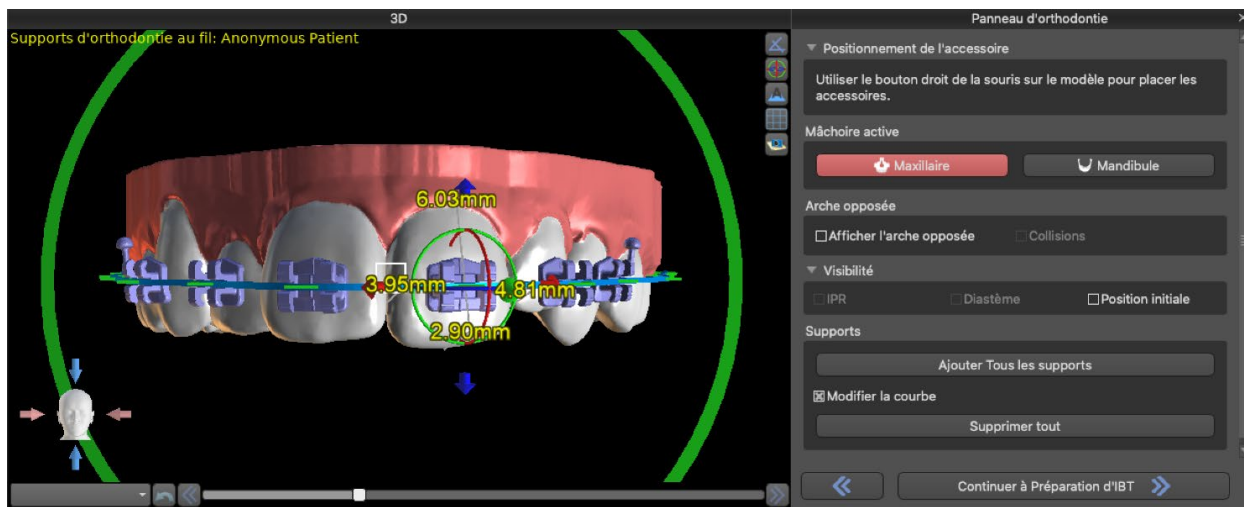 3D
Panneau d'orthodontie
Supports d'orthodontie au fil: Anonymous Patient
6.03mm
3.95mm
4.81mm
2.90mm
Positionnement de l'accessoire
Utiliser le bouton droit de la souris sur le modèle pour placer les
accessoires.
Mâchoire active
Maxillaire
Mandibule
Arche opposée
Afficher l'arche opposée
Collisions
Visibilité
IPR
Diastème
Position initiale
Supports
Ajouter Tous les supports
Modifier la courbe
Supprimer tout
Continuer à Préparation d'IBT